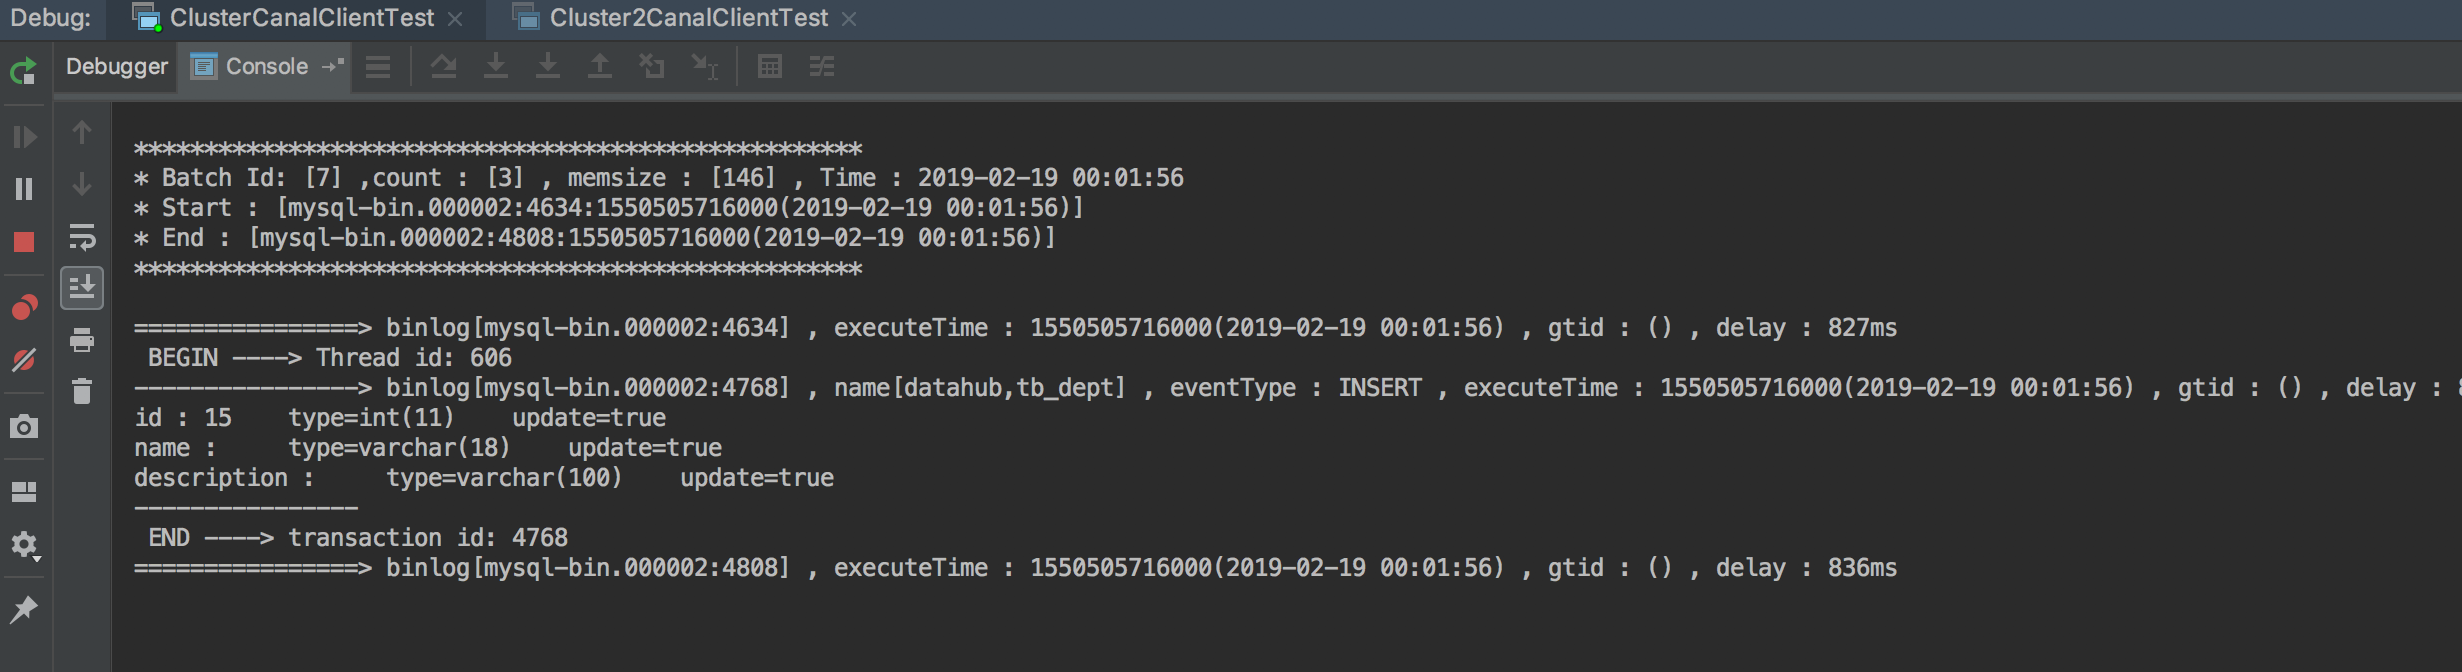 Debug: ClusterCanalClientTest Cluster2CanalClientTest
Debugger Console
****************************************************
* Batch Id: [7] ,count : [3] , memsize : [146] , Time : 2019-02-19 00:01:56
* Start : [mysql-bin.000002:4634:1550505716000(2019-02-19 00:01:56)]
* End : [mysql-bin.000002:4808:1550505716000(2019-02-19 00:01:56)]
****************************************************
================> binlog[mysql-bin.000002:4634] , executeTime : 1550505716000(2019-02-19 00:01:56) , gtid : () , delay : 827ms
BEGIN ----> Thread id: 606
----------------> binlog[mysql-bin.000002:4768] , name[datahub,tb_dept] , eventType : INSERT , executeTime : 1550505716000(2019-02-19 00:01:56) , gtid : () , delay :
id : 15    type=int(11)    update=true
name :     type=varchar(18)    update=true
description :     type=varchar(100)    update=true
----------------
END ----> transaction id: 4768
================> binlog[mysql-bin.000002:4808] , executeTime : 1550505716000(2019-02-19 00:01:56) , gtid : () , delay : 836ms